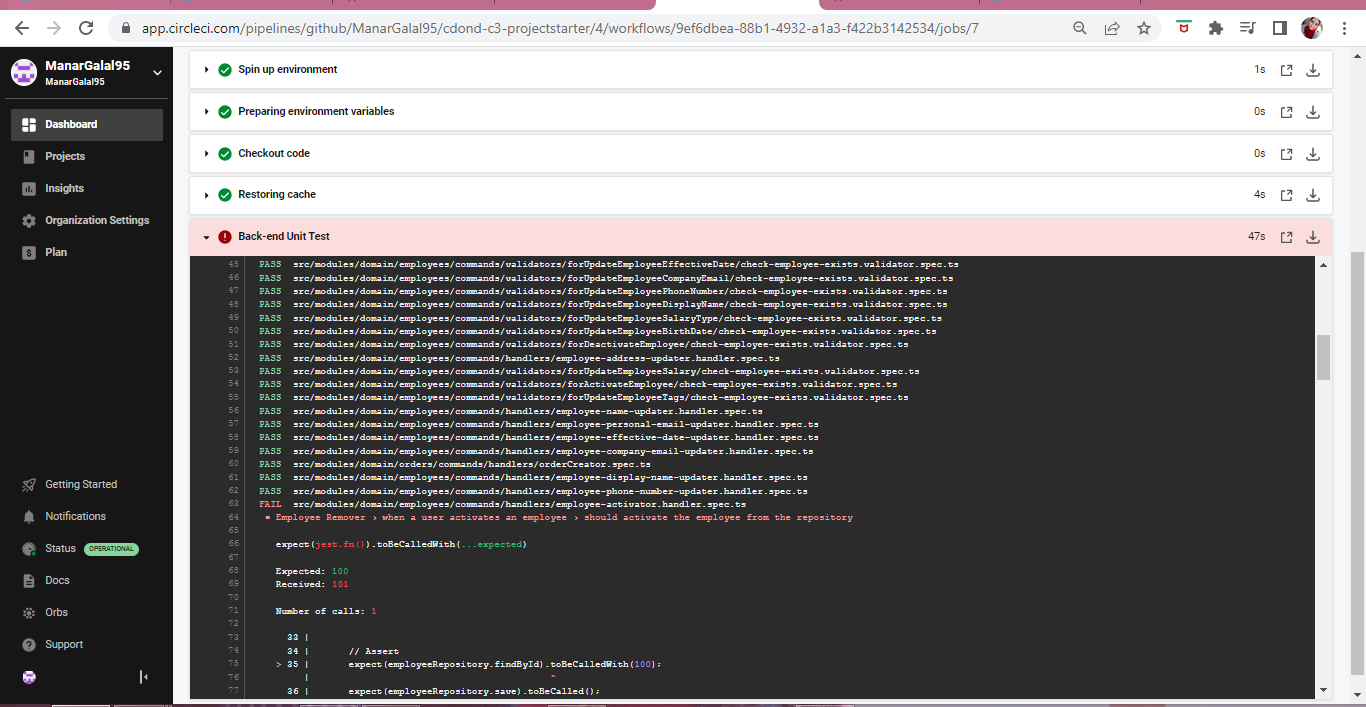 app.circleci.com/pipelines/github/ManarGalal95/cdond-c3-projectstarter/4/workflows/9ef6dbea-88b1-4932-a1a3-f422b3142534/jobs/7
ManarGalal95
ManarGalal95
Dashboard
Projects
Insights
Organization Settings
Plan
Getting Started
Notifications
Status OPERATIONAL
Docs
Orbs
Support
Spin up environment 1s
Preparing environment variables 0s
Checkout code 0s
Restoring cache 4s
Back-end Unit Test 47s
45 PASS src/modules/domain/employees/commands/validators/forUpdateEmployeeEffectiveDate/check-employee-exists.validator.spec.ts
46 PASS src/modules/domain/employees/commands/validators/forUpdateEmployeeCompanyEmail/check-employee-exists.validator.spec.ts
47 PASS src/modules/domain/employees/commands/validators/forUpdateEmployeePhoneNumber/check-employee-exists.validator.spec.ts
48 PASS src/modules/domain/employees/commands/validators/forUpdateEmployeeDisplayName/check-employee-exists.validator.spec.ts
49 PASS src/modules/domain/employees/commands/validators/forUpdateEmployeeSalaryType/check-employee-exists.validator.spec.ts
50 PASS src/modules/domain/employees/commands/validators/forUpdateEmployeeBirthDate/check-employee-exists.validator.spec.ts
51 PASS src/modules/domain/employees/commands/validators/forDeactivateEmployee/check-employee-exists.validator.spec.ts
52 PASS src/modules/domain/employees/commands/handlers/employee-address-updater.handler.spec.ts
53 PASS src/modules/domain/employees/commands/validators/forUpdateEmployeeSalary/check-employee-exists.validator.spec.ts
54 PASS src/modules/domain/employees/commands/validators/forActivateEmployee/check-employee-exists.validator.spec.ts
55 PASS src/modules/domain/employees/commands/validators/forUpdateEmployeeTags/check-employee-exists.validator.spec.ts
56 PASS src/modules/domain/employees/commands/handlers/employee-name-updater.handler.spec.ts
57 PASS src/modules/domain/employees/commands/handlers/employee-personal-email-updater.handler.spec.ts
58 PASS src/modules/domain/employees/commands/handlers/employee-effective-date-updater.handler.spec.ts
59 PASS src/modules/domain/employees/commands/handlers/employee-company-email-updater.handler.spec.ts
60 PASS src/modules/domain/orders/commands/handlers/orderCreator.spec.ts
61 PASS src/modules/domain/employees/commands/handlers/employee-display-name-updater.handler.spec.ts
62 PASS src/modules/domain/employees/commands/handlers/employee-phone-number-updater.handler.spec.ts
63 FAIL src/modules/domain/employees/commands/handlers/employee-activator.handler.spec.ts
64 ● Employee Remover › when a user activates an employee › should activate the employee from the repository
65
66 expect(jest.fn()).toBeCalledWith(...expected)
67
68 Expected: 100
69 Received: 101
70
71 Number of calls: 1
72
73 33 |
74 34 | // Assert
75 > 35 | expect(employeeRepository.findById).toBeCalledWith(100);
76 | ^
77 36 | expect(employeeRepository.save).toBeCalled();